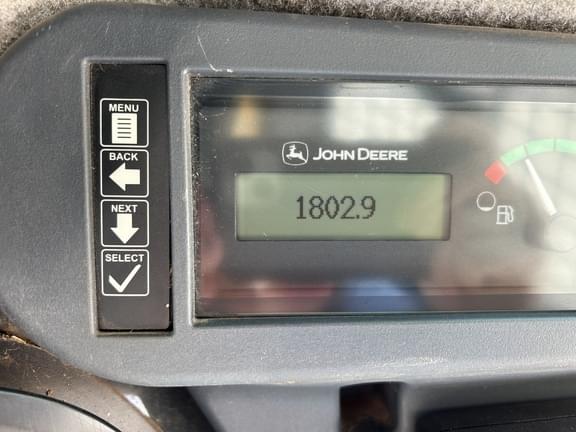 MENU
BACK
NEXT
SELECT
JOHN DEERE
1802.9